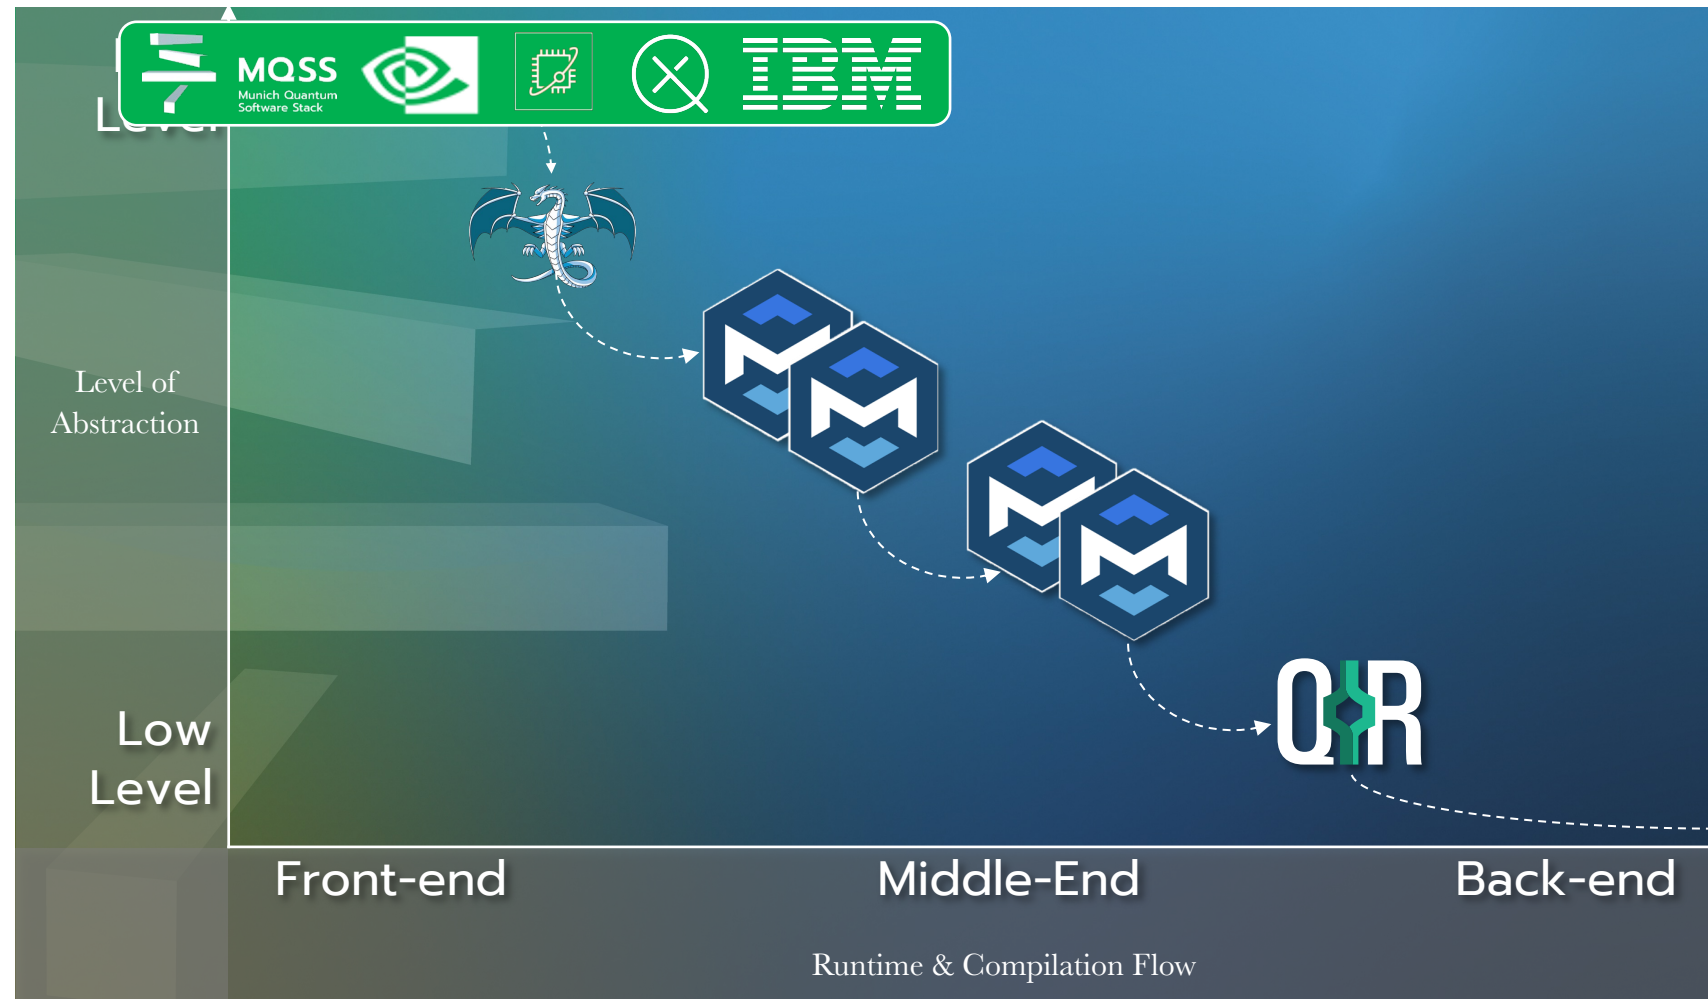 MQSS
Munich Quantum
Software Stack
IBM
Level
Level of
Abstraction
Low
Level
QIR
Front-end
Middle-End
Back-end
Runtime & Compilation Flow